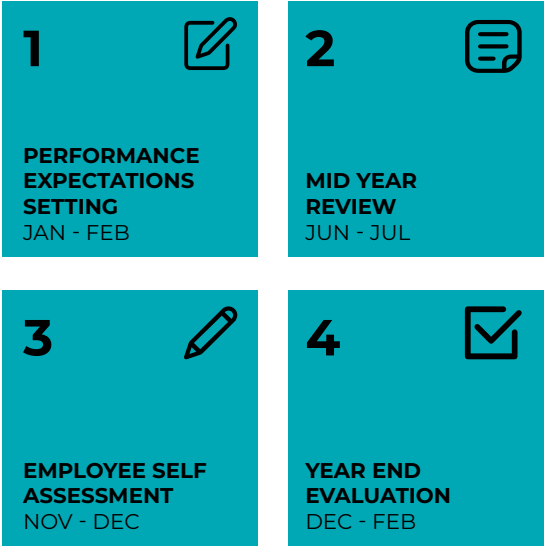 1
PERFORMANCE
EXPECTATIONS
SETTING
JAN - FEB
2
MID YEAR
REVIEW
JUN - JUL
3
EMPLOYEE SELF
ASSESSMENT
NOV - DEC
4
YEAR END
EVALUATION
DEC - FEB